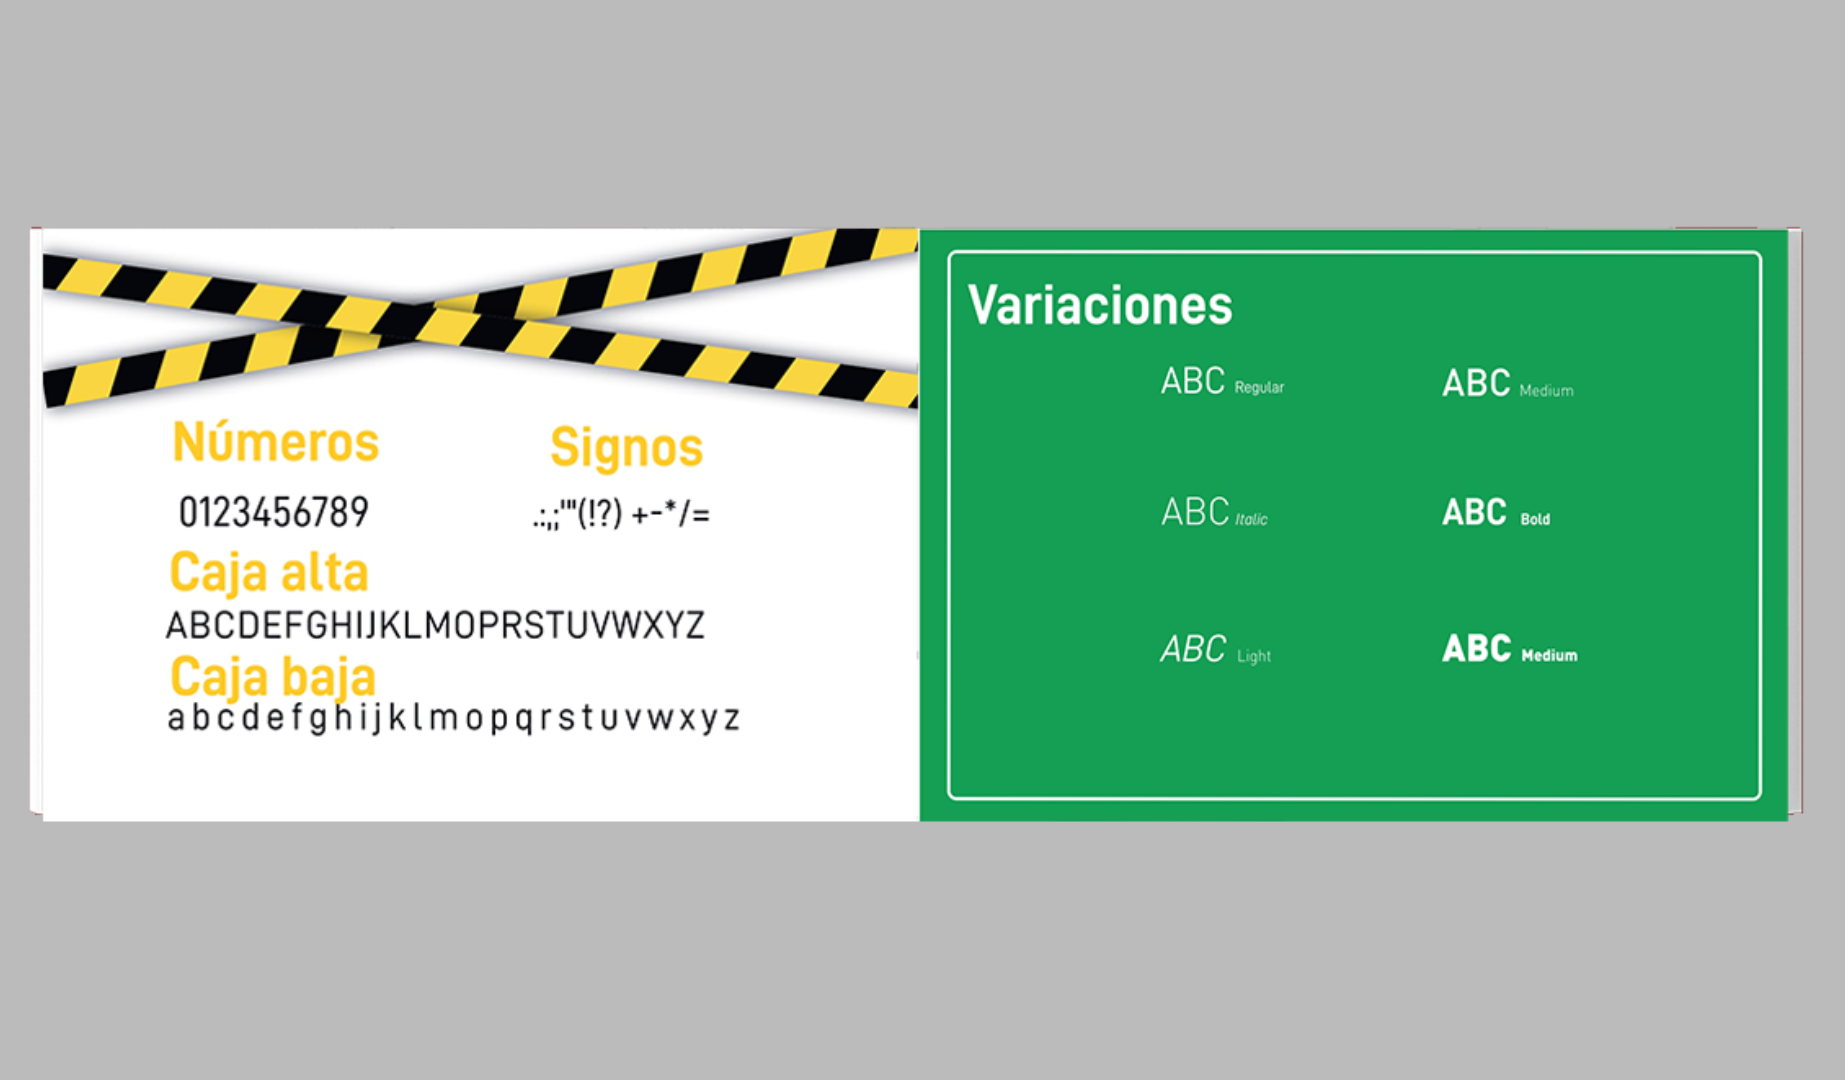 Números
0123456789
Signos
.:,;'"(!?) +-*/=
Caja alta
ABCDEFGHIJKLMOPRSTUVWXYZ
Caja baja
abcdefghijklmopqrstuvwxyz
Variaciones
ABC Regular
ABC Medium
ABC Italic
ABC Bold
ABC Light
ABC Medium